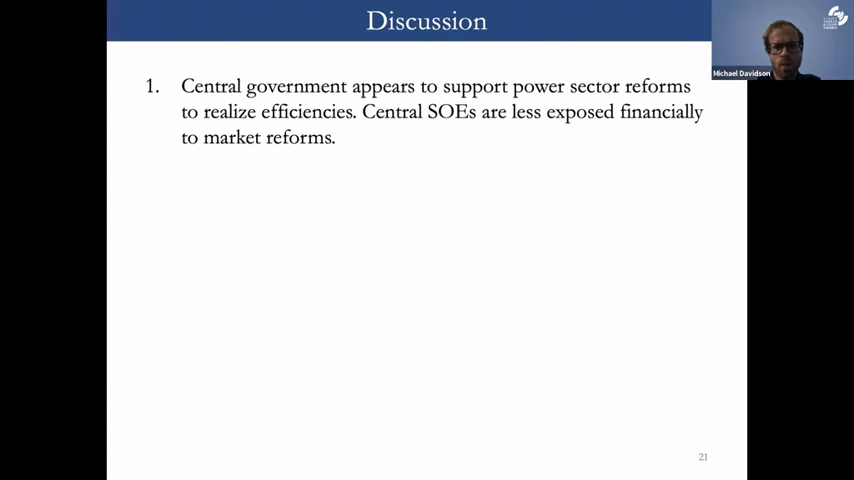 Discussion
Michael Davidson
1. Central government appears to support power sector reforms
to realize efficiencies. Central SOEs are less exposed financially
to market reforms.
21